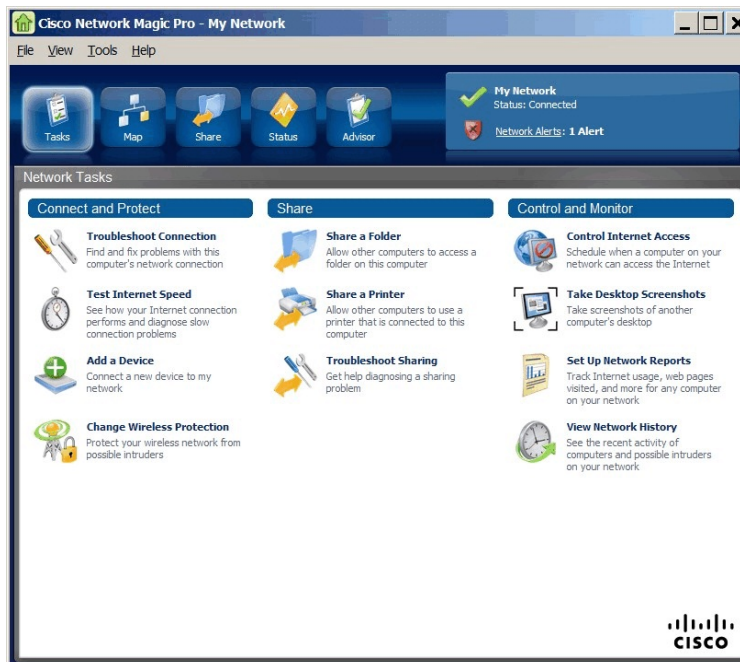 Cisco Network Magic Pro - My Network
File View Tools Help
Tasks
Map
Share
Status
Advisor
My Network
Status: Connected
Network Alerts: 1 Alert
Network Tasks
Connect and Protect
Troubleshoot Connection
Find and fix problems with this
computer's network connection
Test Internet Speed
See how your Internet connection
performs and diagnose slow
connection problems
Add a Device
Connect a new device to my
network
Change Wireless Protection
Protect your wireless network from
possible intruders
Share
Share a Folder
Allow other computers to access a
folder on this computer
Share a Printer
Allow other computers to use a
printer that is connected to this
computer
Troubleshoot Sharing
Get help diagnosing a sharing
problem
Control and Monitor
Control Internet Access
Schedule when a computer on your
network can access the Internet
Take Desktop Screenshots
Take screenshots of another
computer's desktop
Set Up Network Reports
Track Internet usage, web pages
visited, and more for any computer
on your network
View Network History
See the recent activity of
computers and possible intruders
on your network
CISCO